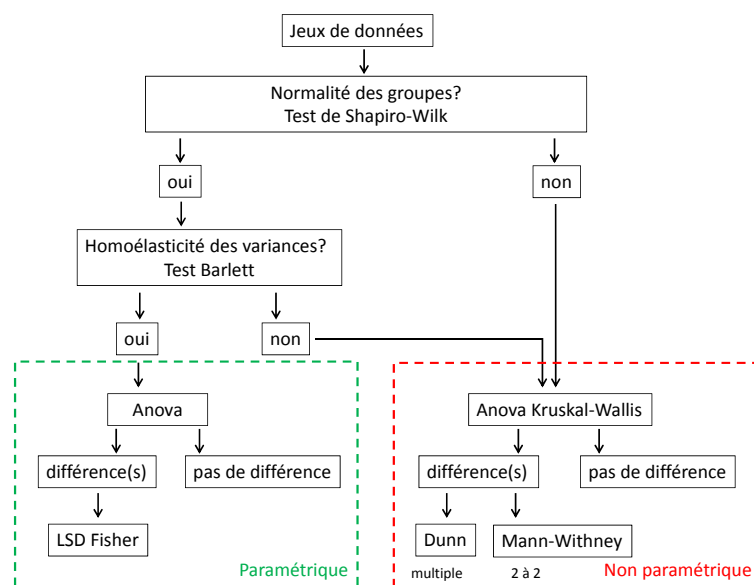 Jeux de données
Normalité des groupes?
Test de Shapiro-Wilk
oui
non
Homoélasticité des variances?
Test Barlett
oui
non
Anova
Anova Kruskal-Wallis
différence(s)
pas de différence
différence(s)
pas de différence
LSD Fisher
Dunn
Mann-Withney
Paramétrique
multiple
2 à 2
Non paramétrique